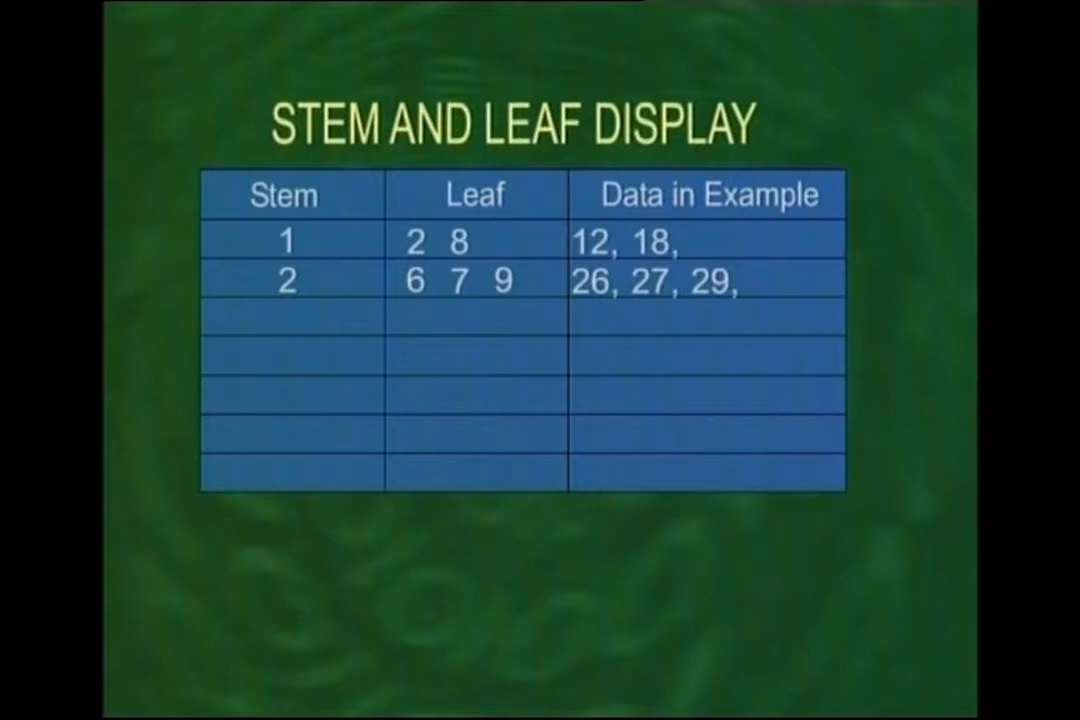 STEM AND LEAF DISPLAY
Stem Leaf Data in Example
1 2 8 12, 18,
2 6 7 9 26, 27, 29,